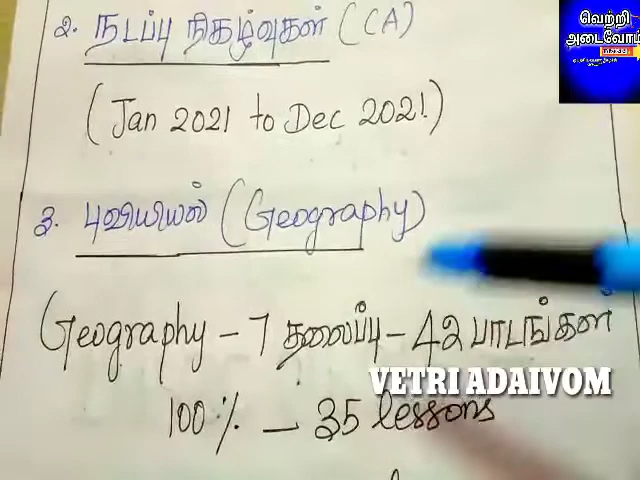 2. நடப்பு நிகழ்வுகள் (CA)
(Jan 2021 to Dec 2021)
3. புவியியல் (Geography)
Geography - 7 தலைப்பு - 42 பாடங்கள்
100% - 35 lessons
VETRI ADAIVOM
வெற்றி
அடைவோம்